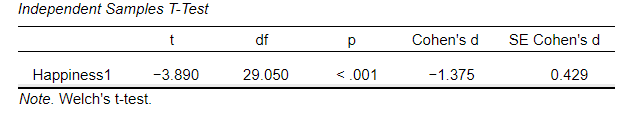 Independent Samples T-Test
t df p Cohen's d SE Cohen's d
Happiness1 −3.890 29.050 < .001 −1.375 0.429
Note. Welch's t-test.